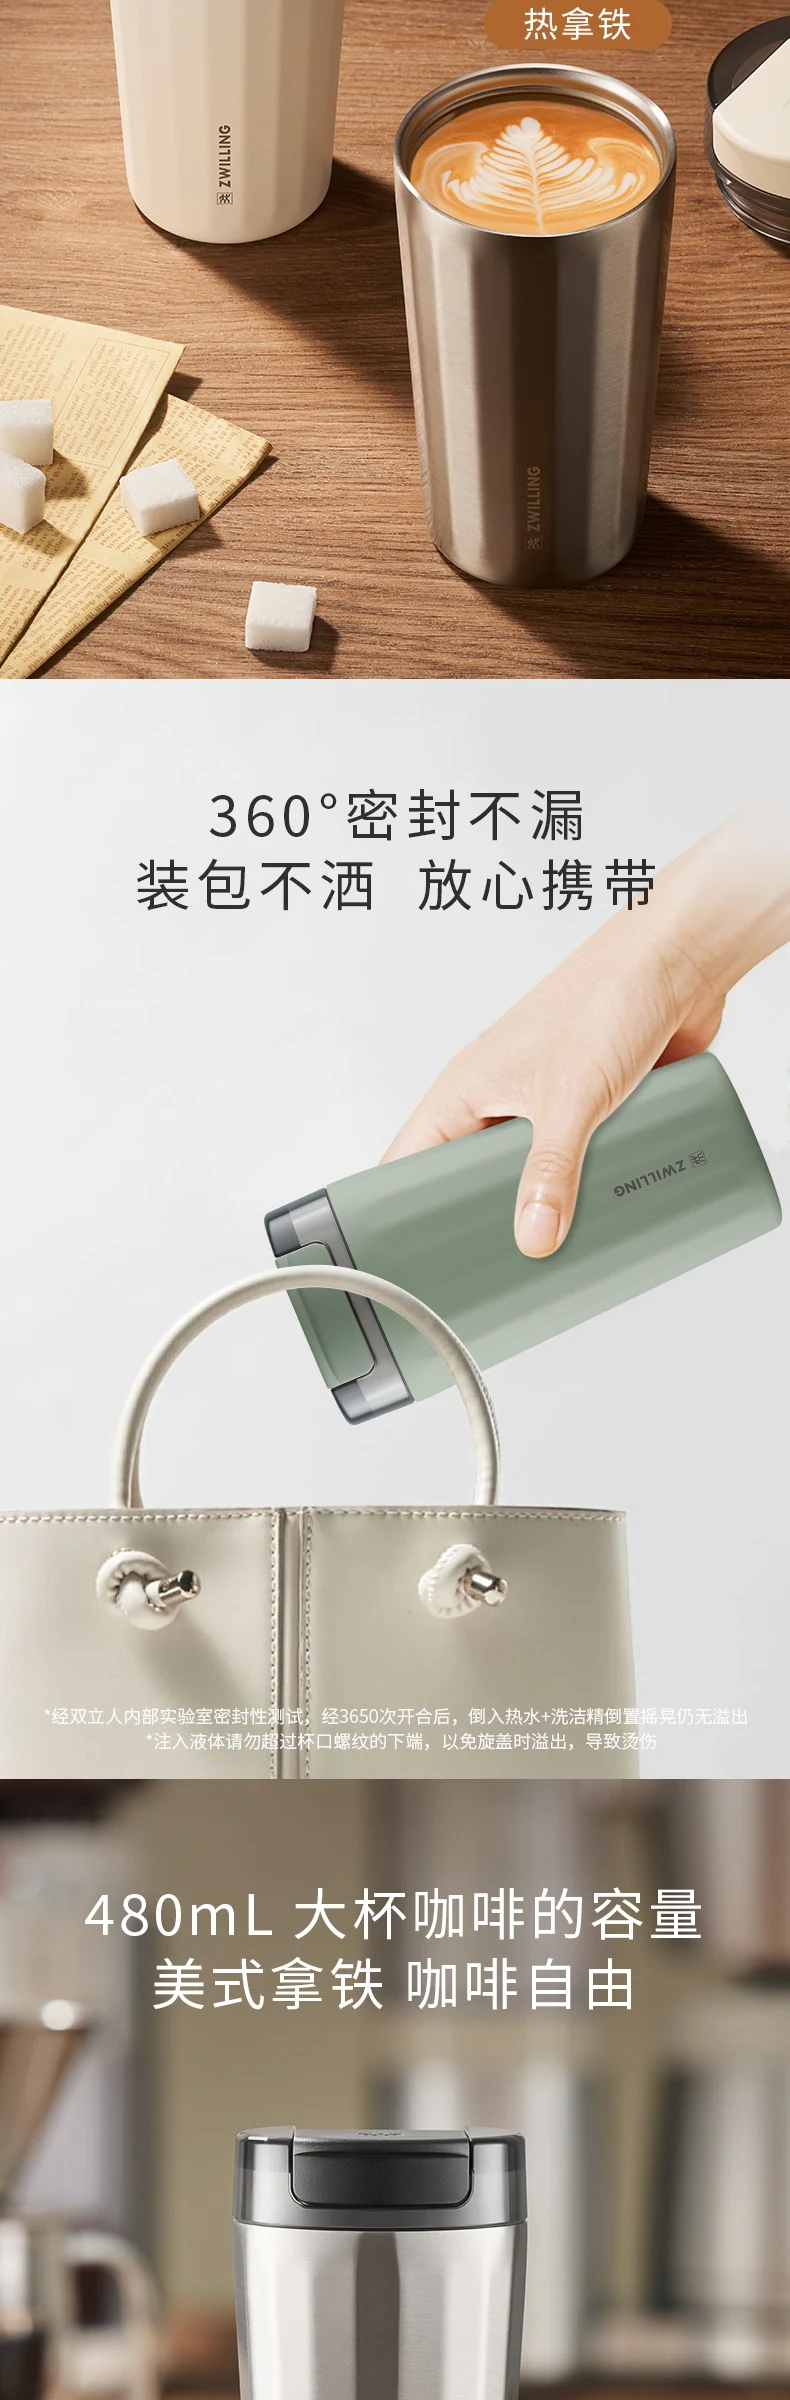 热拿铁
ZWILLING
ZWILLING
360°密封不漏
装包不洒 放心携带
ZWILLING
*经双立人内部实验室密封性测试，经3650次开合后，倒入热水+洗洁精倒置摇晃仍无溢出
*注入液体请勿超过杯口螺纹的下端，以免旋盖时溢出，导致烫伤
480mL 大杯咖啡的容量
美式拿铁 咖啡自由